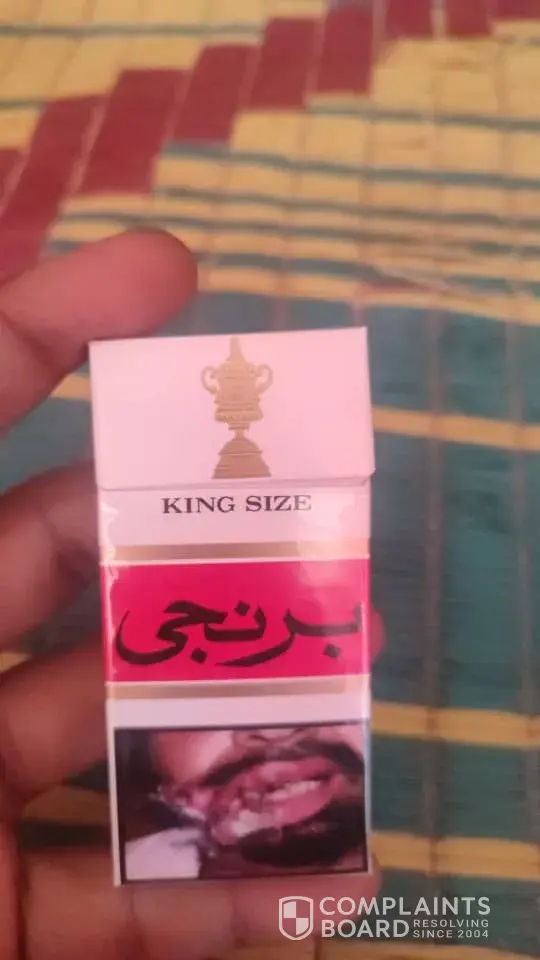 KING SIZE
برنجی
COMPLAINTS
BOARD RESOLVING
SINCE 2004